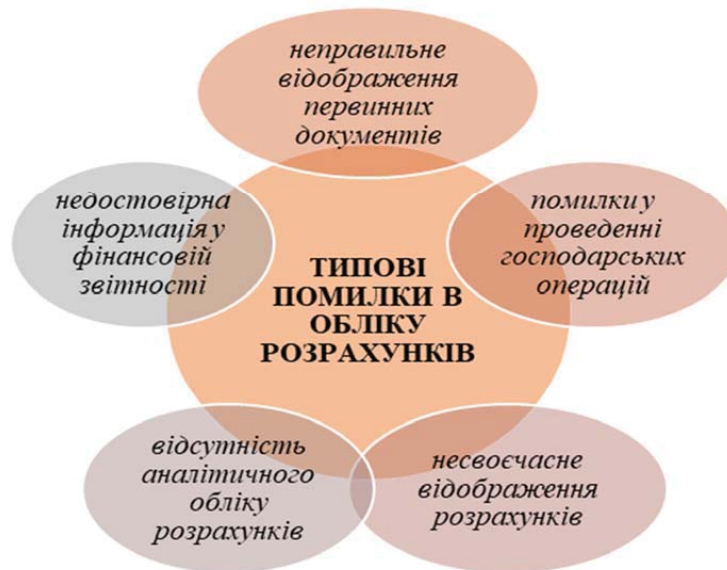 неправильне
відображення
первинних
документів
недостовірна
інформація у
фінансовій
звітності
помилки у
проведенні
господарських
операцій
ТИПОВІ
ПОМИЛКИ В
ОБЛІКУ
РОЗРАХУНКІВ
відсутність
аналітичного
обліку
розрахунків
несвоєчасне
відображення
розрахунків